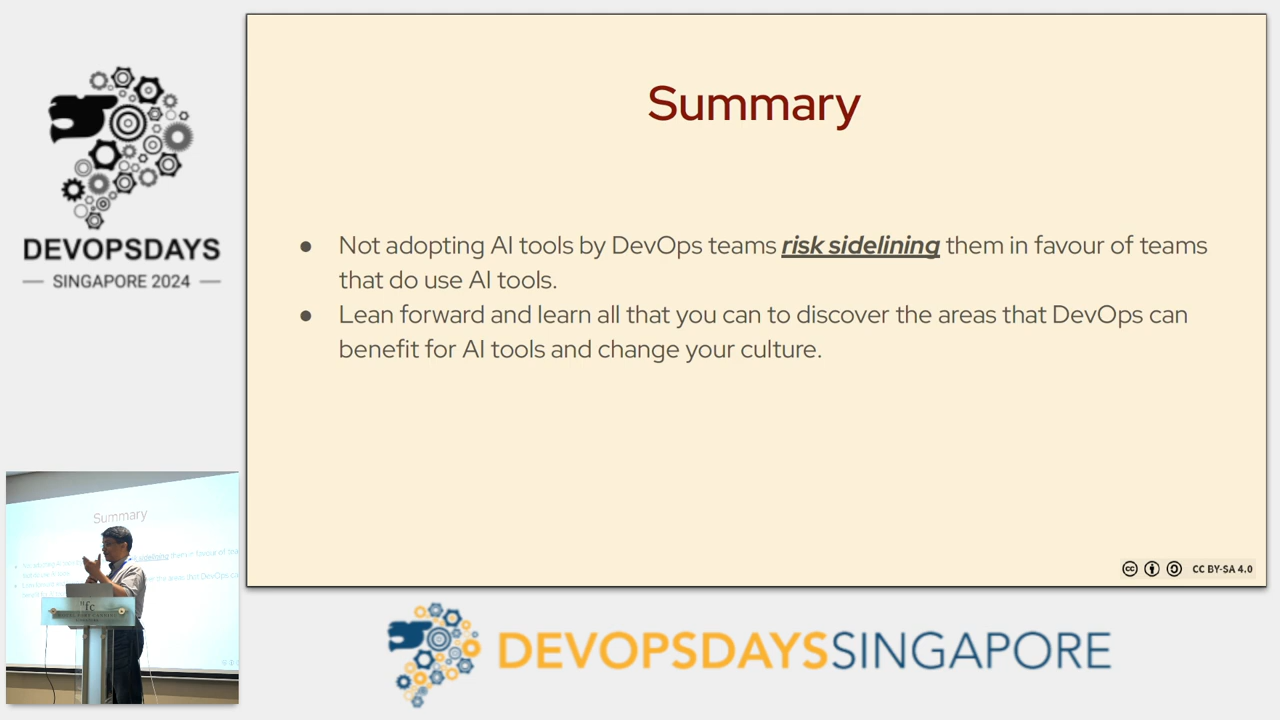 DEVOPSDAYS
SINGAPORE 2024
Summary
● Not adopting AI tools by DevOps teams risk sidelining them in favour of teams
that do use AI tools.
● Lean forward and learn all that you can to discover the areas that DevOps can
benefit for AI tools and change your culture.
CC BY-SA 4.0
Summary
DEVOPSDAYSSINGAPORE